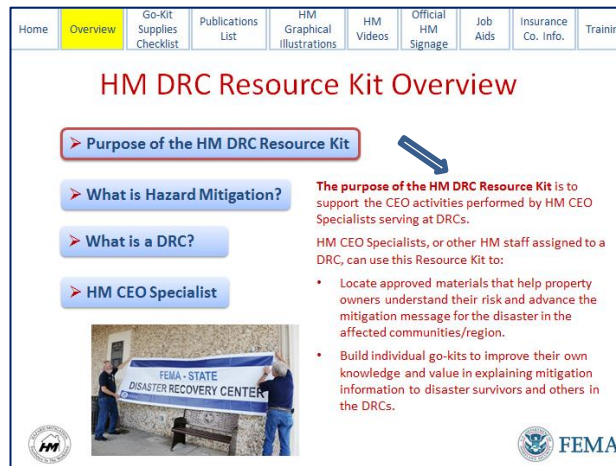 Home
Overview
Go-Kit
Supplies
Checklist
Publications
List
HM
Graphical
Illustrations
HM
Videos
Official
HM
Signage
Job
Aids
Insurance
Co. Info.
HM DRC Resource Kit Overview
➢ Purpose of the HM DRC Resource Kit
➢ What is Hazard Mitigation?
➢ What is a DRC?
➢ HM CEO Specialist
The purpose of the HM DRC Resource Kit is to
support the CEO activities performed by HM CEO
Specialists serving at DRCs.
HM CEO Specialists, or other HM staff assigned to a
DRC, can use this Resource Kit to:
• Locate approved materials that help property
owners understand their risk and advance the
mitigation message for the disaster in the
affected communities/region.
• Build individual go-kits to improve their own
knowledge and value in explaining mitigation
information to disaster survivors and others in
the DRCs.
FEMA - STATE
DISASTER RECOVERY CENTER
HM
FEMA